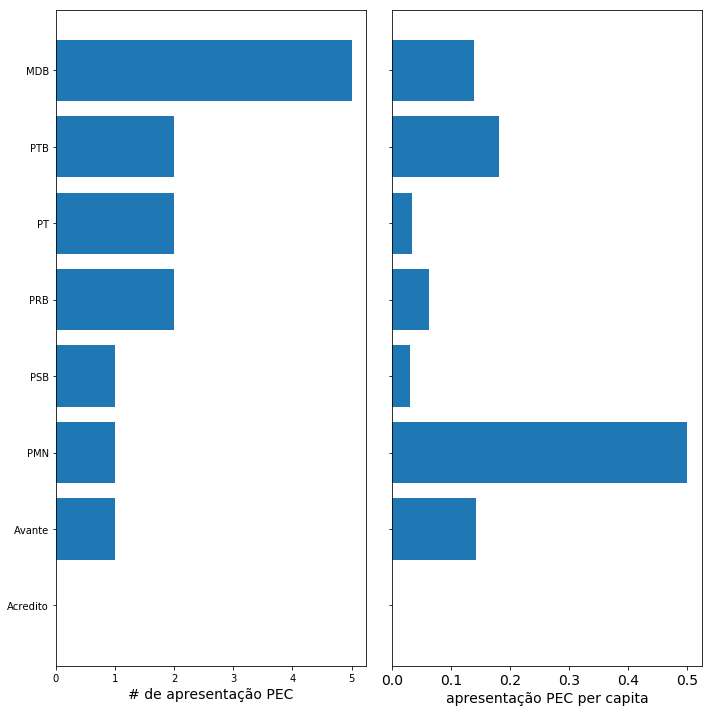 MDB
PTB
PT
PRB
PSB
PMN
Avante
Acredito
0 1 2 3 4 5
# de apresentação PEC
0.0 0.1 0.2 0.3 0.4 0.5
apresentação PEC per capita